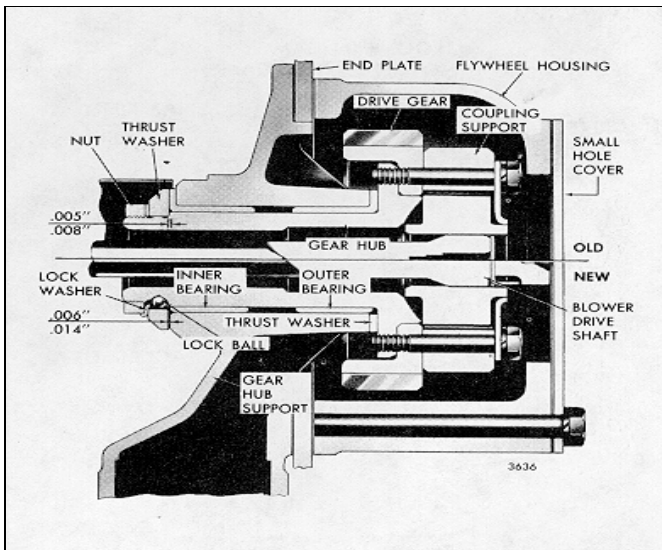 END PLATE
FLYWHEEL HOUSING
DRIVE GEAR
COUPLING
SUPPORT
THRUST
WASHER
NUT
SMALL
HOLE
COVER
.005"
.008"
GEAR HUB
OLD
NEW
LOCK
WASHER
INNER
BEARING
OUTER
BEARING
BLOWER
DRIVE
SHAFT
.006"
.014"
THRUST WASHER
LOCK BALL
GEAR
HUB
SUPPORT
3636